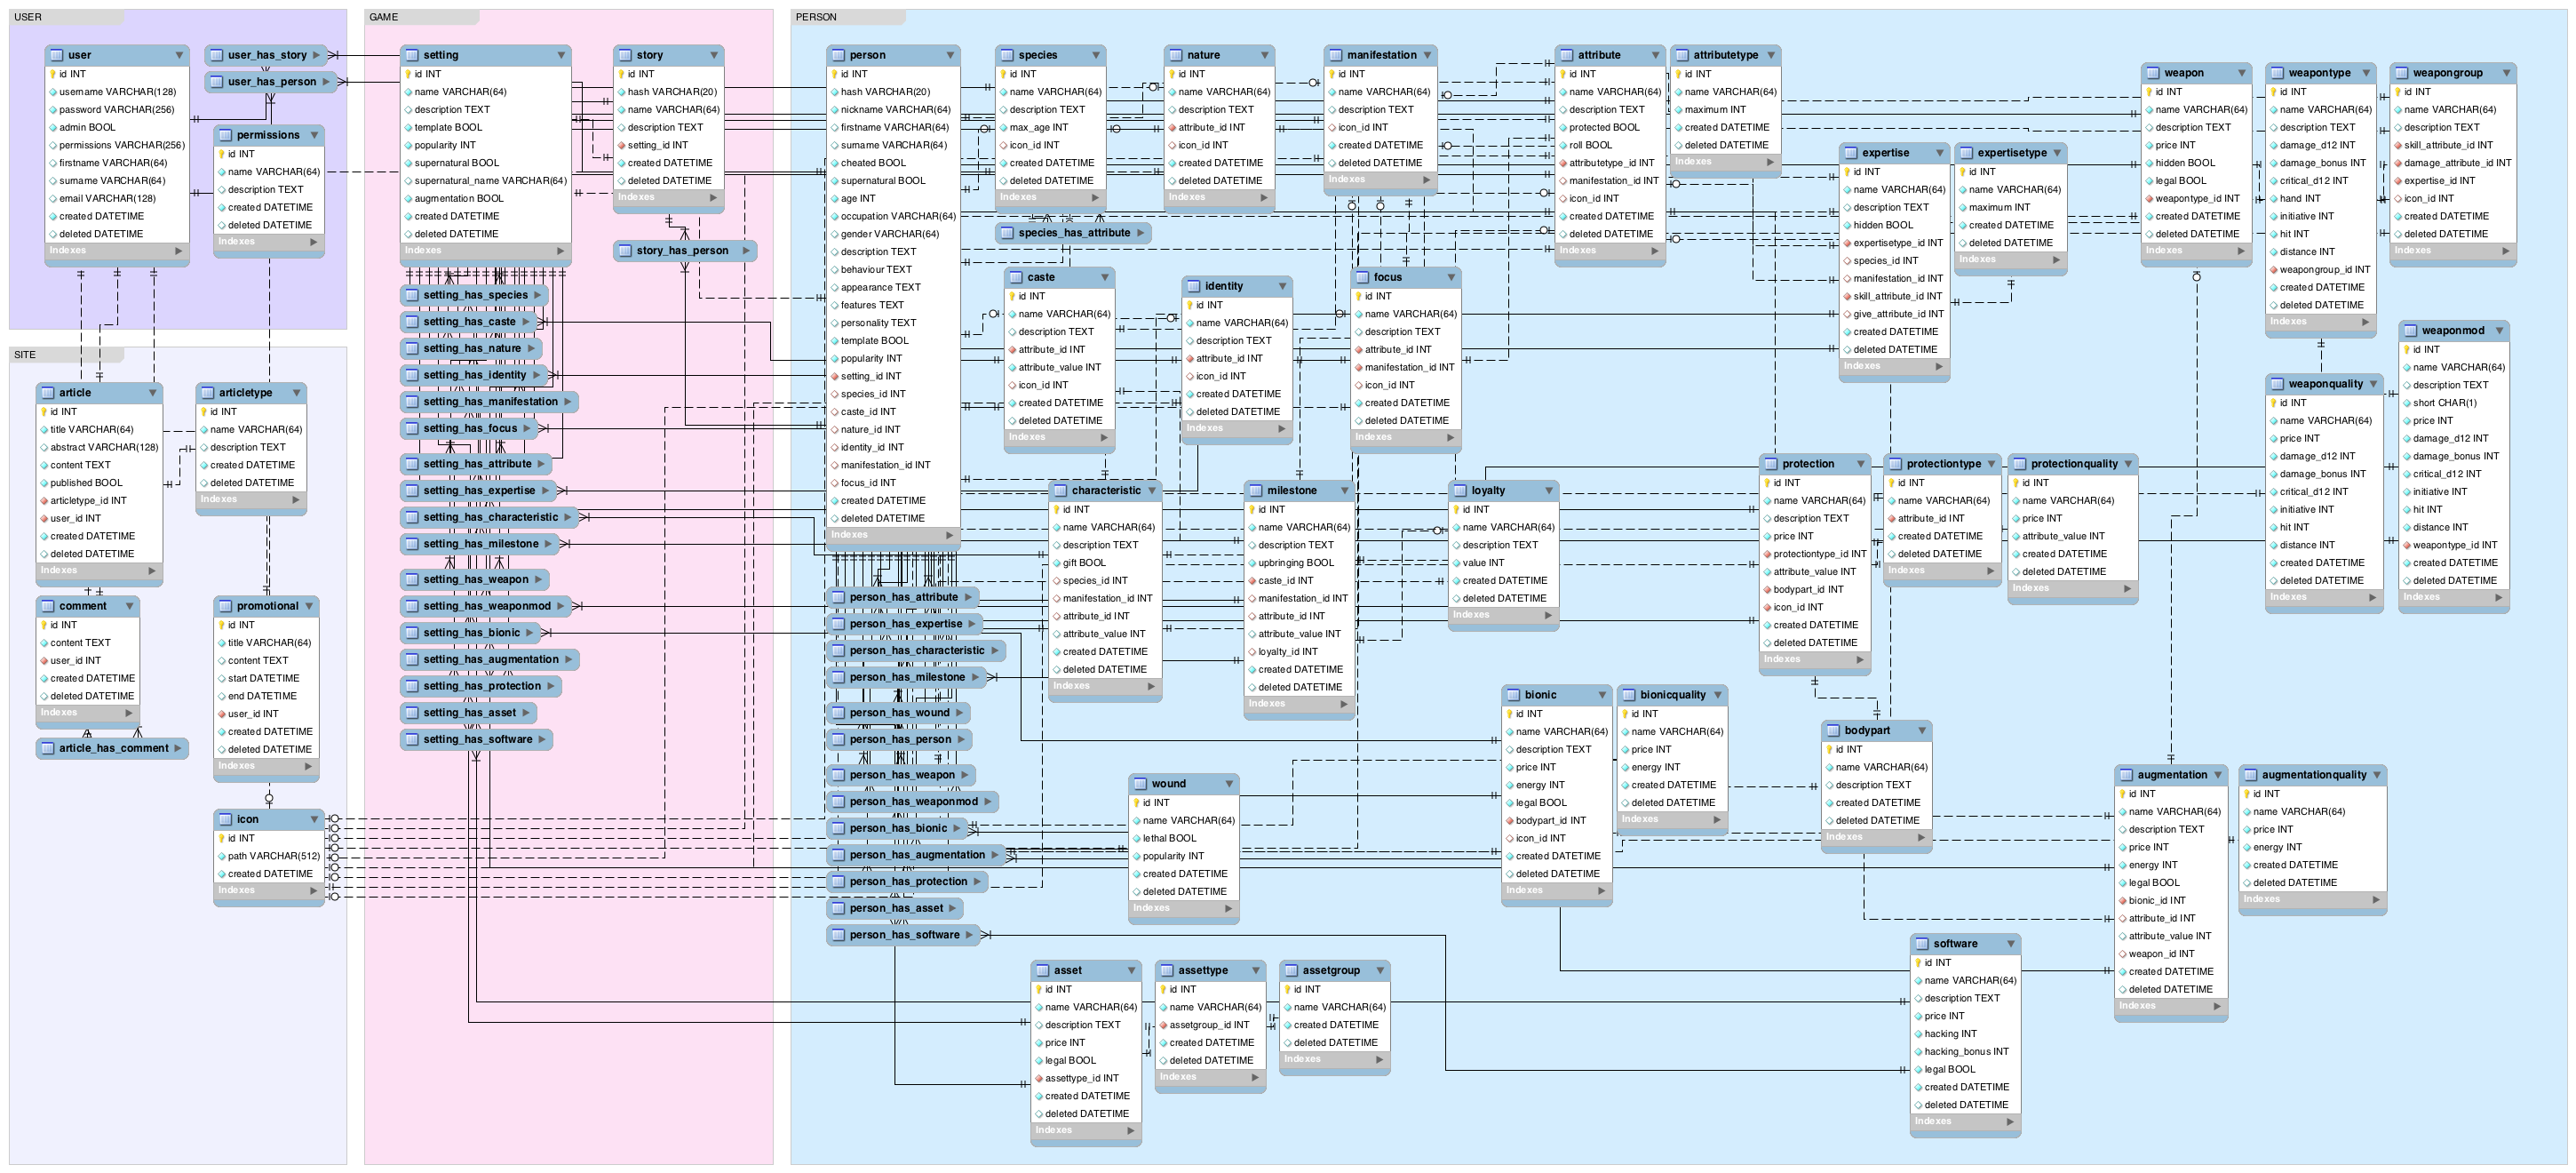 USER
user
id INT
username VARCHAR(128)
password VARCHAR(256)
admin BOOL
permissions VARCHAR(256)
firstname VARCHAR(64)
surname VARCHAR(64)
email VARCHAR(128)
created DATETIME
deleted DATETIME
Indexes
user_has_story
user_has_person
permissions
id INT
name VARCHAR(64)
description TEXT
created DATETIME
deleted DATETIME
Indexes
SITE
article
id INT
title VARCHAR(64)
abstract VARCHAR(128)
content TEXT
published BOOL
articletype_id INT
user_id INT
created DATETIME
deleted DATETIME
Indexes
articletype
id INT
name VARCHAR(64)
description TEXT
created DATETIME
deleted DATETIME
Indexes
comment
id INT
content TEXT
user_id INT
created DATETIME
deleted DATETIME
Indexes
article_has_comment
promotional
id INT
title VARCHAR(64)
content TEXT
start DATETIME
end DATETIME
user_id INT
created DATETIME
deleted DATETIME
Indexes
icon
id INT
path VARCHAR(512)
created DATETIME
Indexes
GAME
setting
id INT
name VARCHAR(64)
description TEXT
template BOOL
popularity INT
supernatural BOOL
supernatural_name VARCHAR(64)
augmentation BOOL
created DATETIME
deleted DATETIME
Indexes
story
id INT
hash VARCHAR(20)
name VARCHAR(64)
description TEXT
setting_id INT
created DATETIME
deleted DATETIME
Indexes
story_has_person
setting_has_species
setting_has_caste
setting_has_nature
setting_has_identity
setting_has_manifestation
setting_has_focus
setting_has_attribute
setting_has_expertise
setting_has_characteristic
setting_has_milestone
setting_has_weapon
setting_has_weaponmod
setting_has_bionic
setting_has_augmentation
setting_has_protection
setting_has_asset
setting_has_software
PERSON
person
id INT
hash VARCHAR(20)
nickname VARCHAR(64)
firstname VARCHAR(64)
surname VARCHAR(64)
cheated BOOL
supernatural BOOL
age INT
occupation VARCHAR(64)
gender VARCHAR(64)
description TEXT
behaviour TEXT
appearance TEXT
features TEXT
personality TEXT
template BOOL
popularity INT
setting_id INT
species_id INT
caste_id INT
nature_id INT
identity_id INT
manifestation_id INT
focus_id INT
created DATETIME
deleted DATETIME
Indexes
person_has_attribute
person_has_expertise
person_has_characteristic
person_has_milestone
person_has_wound
person_has_person
person_has_weapon
person_has_weaponmod
person_has_bionic
person_has_augmentation
person_has_protection
person_has_asset
person_has_software
species
id INT
name VARCHAR(64)
description TEXT
max_age INT
icon_id INT
created DATETIME
deleted DATETIME
Indexes
species_has_attribute
nature
id INT
name VARCHAR(64)
description TEXT
attribute_id INT
icon_id INT
created DATETIME
deleted DATETIME
Indexes
manifestation
id INT
name VARCHAR(64)
description TEXT
icon_id INT
created DATETIME
deleted DATETIME
Indexes
attribute
id INT
name VARCHAR(64)
description TEXT
protected BOOL
roll BOOL
attributetype_id INT
manifestation_id INT
icon_id INT
created DATETIME
deleted DATETIME
Indexes
attributetype
id INT
name VARCHAR(64)
maximum INT
created DATETIME
deleted DATETIME
Indexes
expertise
id INT
name VARCHAR(64)
description TEXT
hidden BOOL
expertisetype_id INT
species_id INT
manifestation_id INT
skill_attribute_id INT
give_attribute_id INT
created DATETIME
deleted DATETIME
Indexes
expertisetype
id INT
name VARCHAR(64)
maximum INT
created DATETIME
deleted DATETIME
Indexes
weapon
id INT
name VARCHAR(64)
description TEXT
price INT
hidden BOOL
legal BOOL
weapontype_id INT
created DATETIME
deleted DATETIME
Indexes
weapontype
id INT
name VARCHAR(64)
description TEXT
damage_d12 INT
damage_bonus INT
critical_d12 INT
hand INT
initiative INT
hit INT
distance INT
weapongroup_id INT
created DATETIME
deleted DATETIME
Indexes
weapongroup
id INT
name VARCHAR(64)
description TEXT
skill_attribute_id INT
damage_attribute_id INT
expertise_id INT
icon_id INT
created DATETIME
deleted DATETIME
Indexes
caste
id INT
name VARCHAR(64)
description TEXT
attribute_id INT
attribute_value INT
icon_id INT
created DATETIME
deleted DATETIME
Indexes
identity
id INT
name VARCHAR(64)
description TEXT
attribute_id INT
icon_id INT
created DATETIME
deleted DATETIME
Indexes
focus
id INT
name VARCHAR(64)
description TEXT
attribute_id INT
manifestation_id INT
icon_id INT
created DATETIME
deleted DATETIME
Indexes
weaponquality
id INT
name VARCHAR(64)
price INT
damage_d12 INT
damage_bonus INT
critical_d12 INT
initiative INT
hit INT
distance INT
created DATETIME
deleted DATETIME
Indexes
weaponmod
id INT
name VARCHAR(64)
description TEXT
short CHAR(1)
price INT
damage_d12 INT
damage_bonus INT
critical_d12 INT
initiative INT
hit INT
distance INT
weapontype_id INT
created DATETIME
deleted DATETIME
Indexes
characteristic
id INT
name VARCHAR(64)
description TEXT
gift BOOL
species_id INT
manifestation_id INT
attribute_id INT
attribute_value INT
created DATETIME
deleted DATETIME
Indexes
milestone
id INT
name VARCHAR(64)
description TEXT
upbringing BOOL
caste_id INT
manifestation_id INT
attribute_id INT
attribute_value INT
loyalty_id INT
created DATETIME
deleted DATETIME
Indexes
loyalty
id INT
name VARCHAR(64)
description TEXT
value INT
created DATETIME
deleted DATETIME
Indexes
protection
id INT
name VARCHAR(64)
description TEXT
price INT
protectiontype_id INT
attribute_value INT
bodypart_id INT
icon_id INT
created DATETIME
deleted DATETIME
Indexes
protectiontype
id INT
name VARCHAR(64)
attribute_id INT
created DATETIME
deleted DATETIME
Indexes
protectionquality
id INT
name VARCHAR(64)
price INT
attribute_value INT
created DATETIME
deleted DATETIME
Indexes
wound
id INT
name VARCHAR(64)
lethal BOOL
popularity INT
created DATETIME
deleted DATETIME
Indexes
bionic
id INT
name VARCHAR(64)
description TEXT
price INT
energy INT
legal BOOL
bodypart_id INT
icon_id INT
created DATETIME
deleted DATETIME
Indexes
bionicquality
id INT
name VARCHAR(64)
price INT
energy INT
created DATETIME
deleted DATETIME
Indexes
bodypart
id INT
name VARCHAR(64)
description TEXT
created DATETIME
deleted DATETIME
Indexes
augmentation
id INT
name VARCHAR(64)
description TEXT
price INT
energy INT
legal BOOL
bionic_id INT
attribute_id INT
attribute_value INT
weapon_id INT
created DATETIME
deleted DATETIME
Indexes
augmentationquality
id INT
name VARCHAR(64)
price INT
energy INT
created DATETIME
deleted DATETIME
Indexes
asset
id INT
name VARCHAR(64)
description TEXT
price INT
legal BOOL
assettype_id INT
created DATETIME
deleted DATETIME
Indexes
assettype
id INT
name VARCHAR(64)
assetgroup_id INT
created DATETIME
deleted DATETIME
Indexes
assetgroup
id INT
name VARCHAR(64)
created DATETIME
deleted DATETIME
Indexes
software
id INT
name VARCHAR(64)
description TEXT
price INT
hacking INT
hacking_bonus INT
legal BOOL
created DATETIME
deleted DATETIME
Indexes